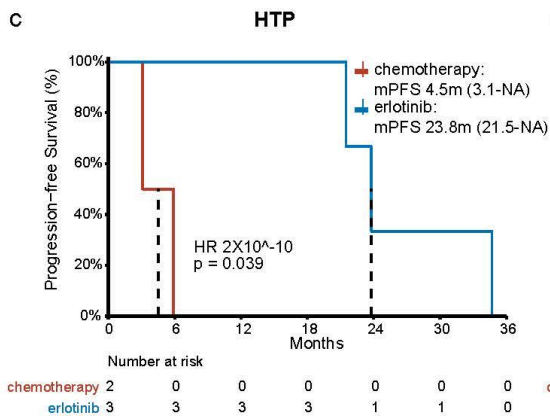 C
HTP
100%
80%
60%
40%
20%
0%
Progression-free Survival (%)
chemotherapy:
mPFS 4.5m (3.1-NA)
erlotinib:
mPFS 23.8m (21.5-NA)
HR 2X10^-10
p = 0.039
0 6 12 18 24 30 36
Months
Number at risk
chemotherapy 2 0 0 0 0 0 0
erlotinib 3 3 3 3 1 1 0